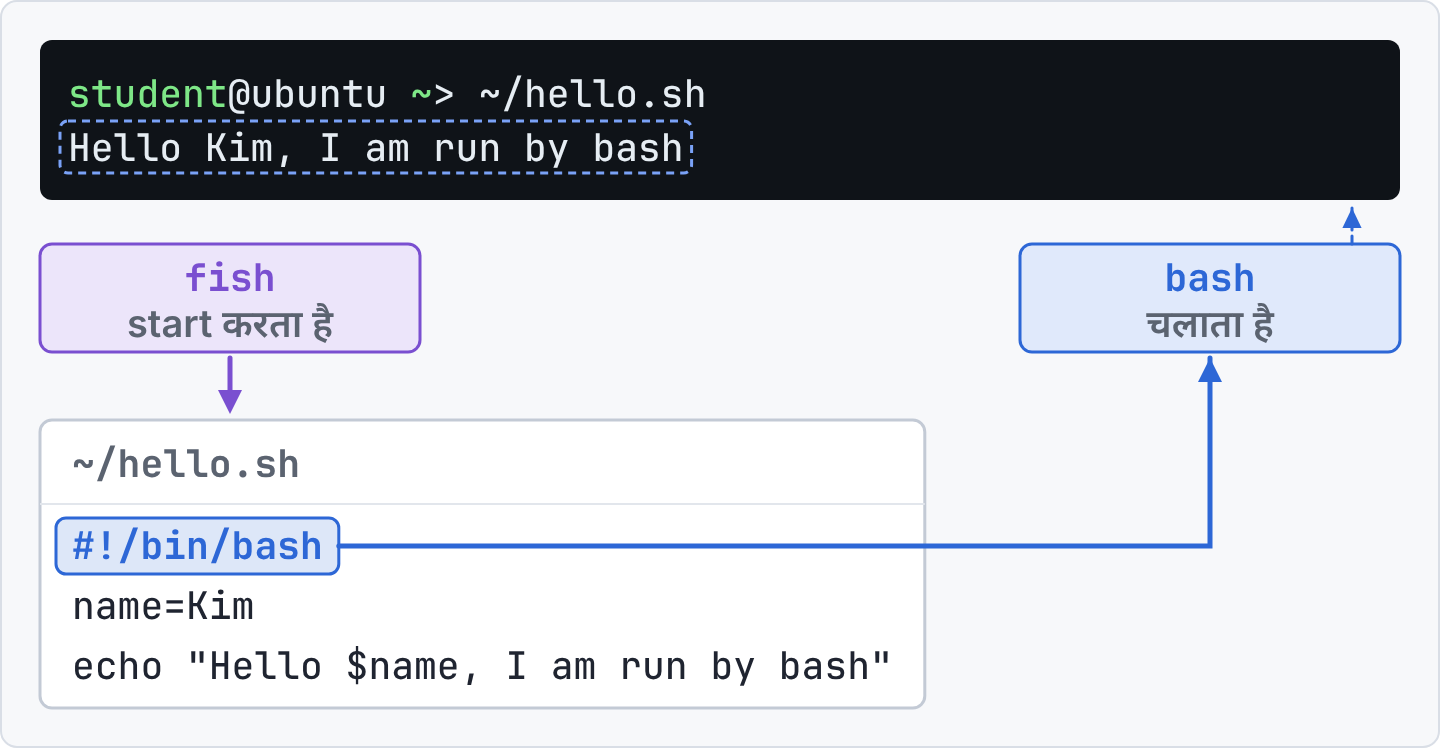 student@ubuntu ~> ~/hello.sh
Hello Kim, I am run by bash
fish
start करता है
bash
चलाता है
~/hello.sh
#!/bin/bash
name=Kim
echo "Hello $name, I am run by bash"